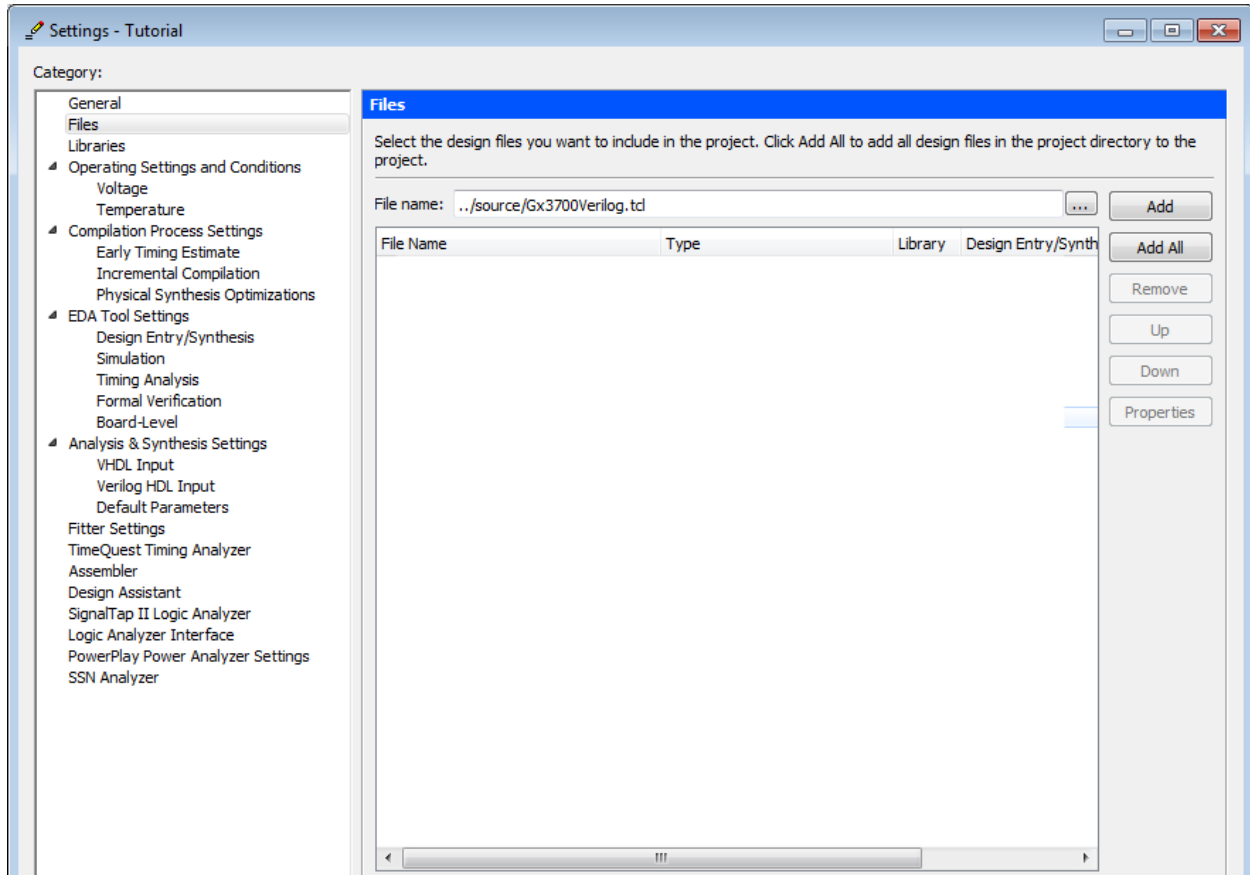 Settings - Tutorial
Category:
General
Files
Libraries
Operating Settings and Conditions
Voltage
Temperature
Compilation Process Settings
Early Timing Estimate
Incremental Compilation
Physical Synthesis Optimizations
EDA Tool Settings
Design Entry/Synthesis
Simulation
Timing Analysis
Formal Verification
Board-Level
Analysis & Synthesis Settings
VHDL Input
Verilog HDL Input
Default Parameters
Fitter Settings
TimeQuest Timing Analyzer
Assembler
Design Assistant
SignalTap II Logic Analyzer
Logic Analyzer Interface
PowerPlay Power Analyzer Settings
SSN Analyzer
Files
Select the design files you want to include in the project. Click Add All to add all design files in the project directory to the
project.
File name: ../source/Gx3700Verilog.tcl ... Add
File Name Type Library Design Entry/Synth
Add All
Remove
Up
Down
Properties